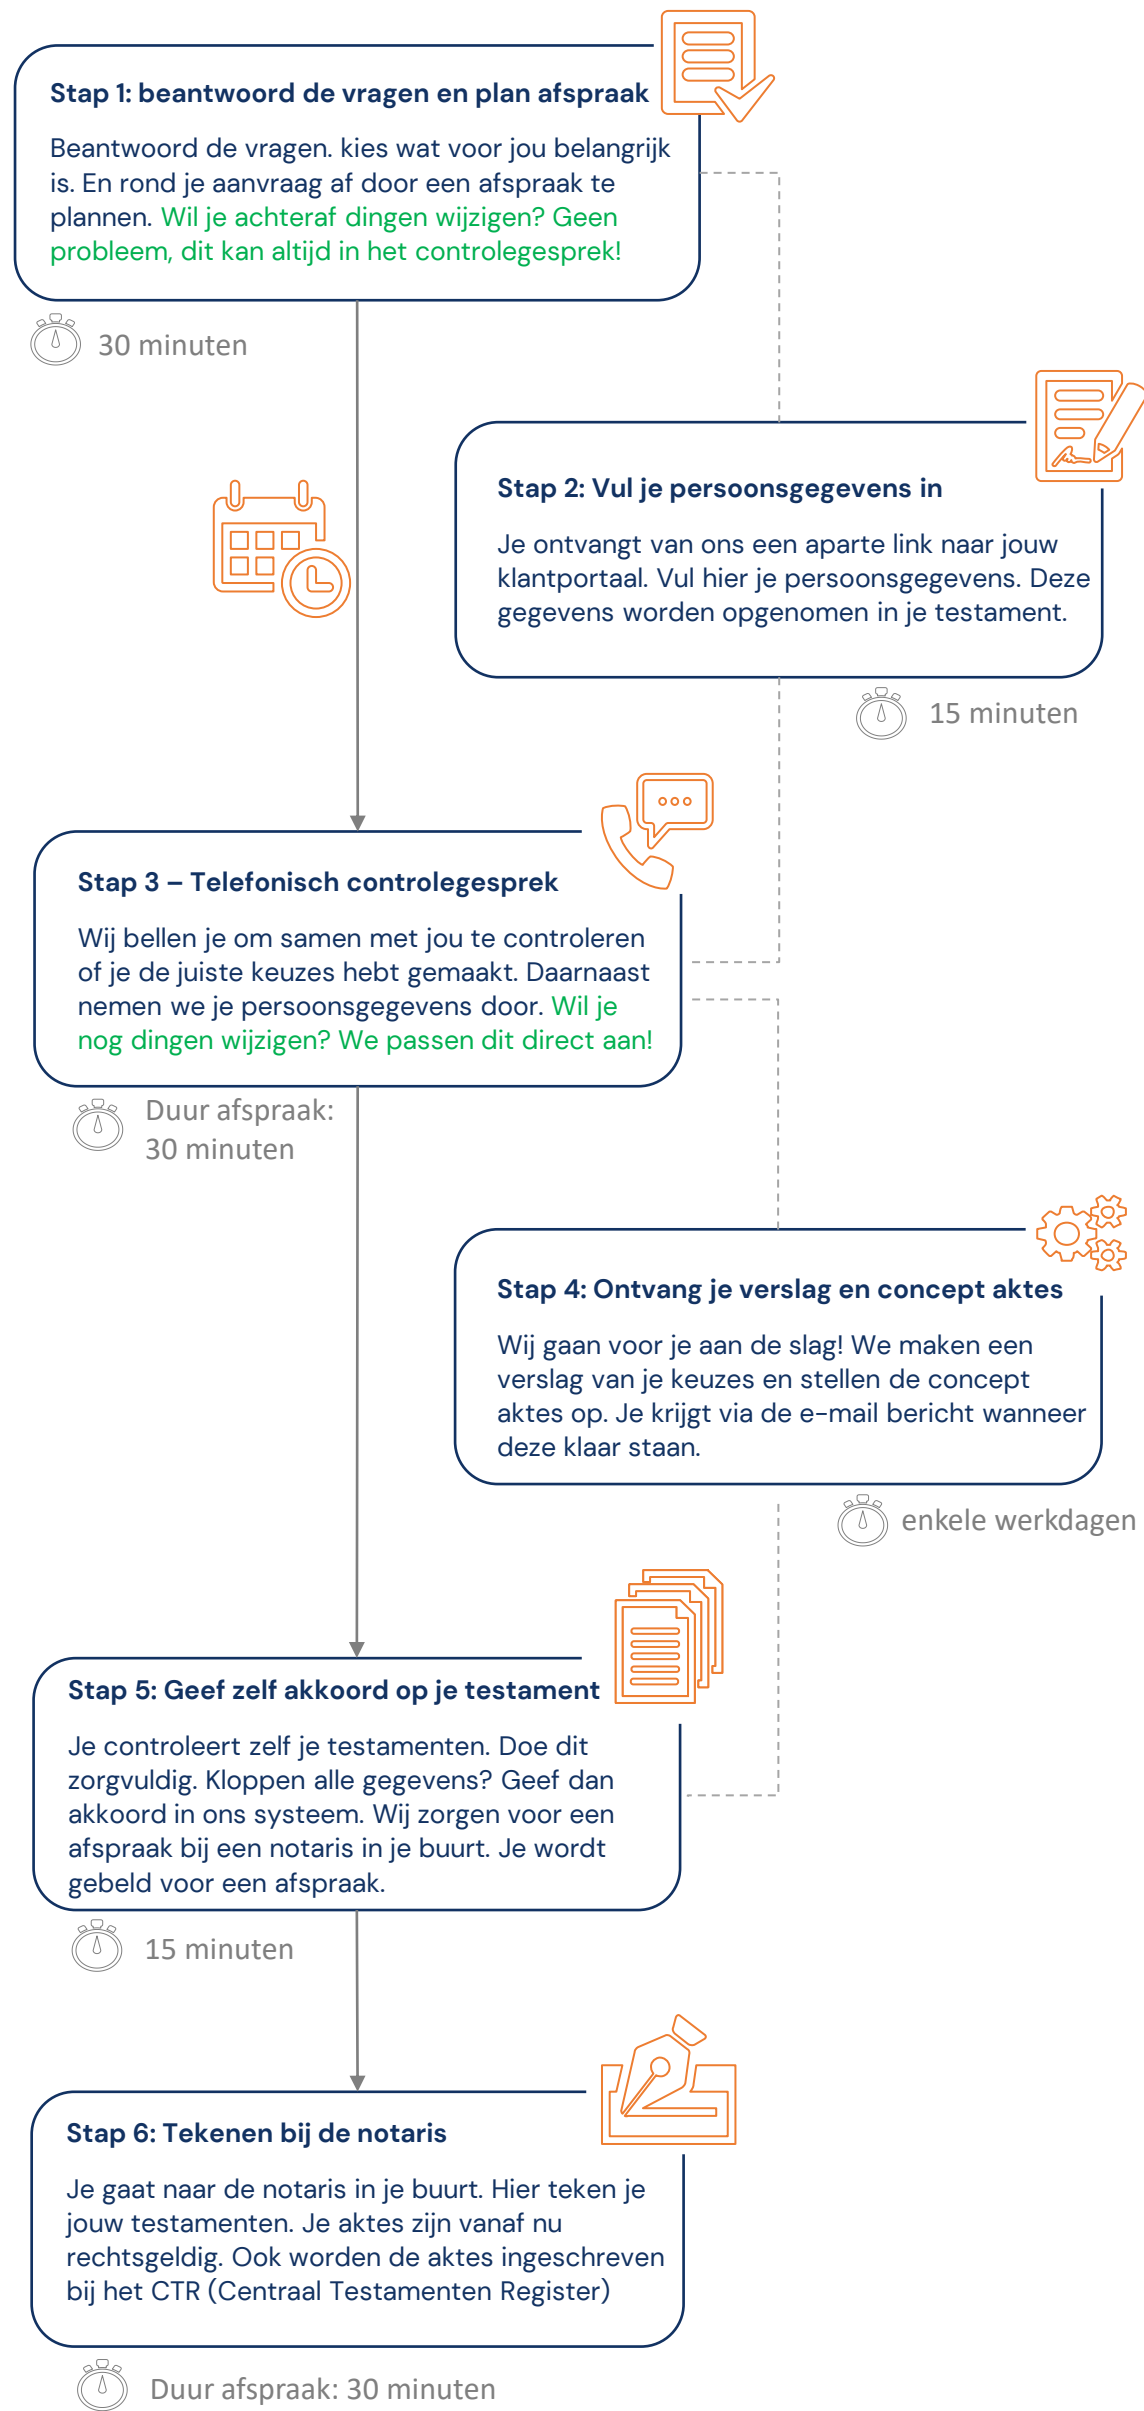 Stap 1: beantwoord de vragen en plan afspraak
Beantwoord de vragen. kies wat voor jou belangrijk
is. En rond je aanvraag af door een afspraak te
plannen. Wil je achteraf dingen wijzigen? Geen
probleem, dit kan altijd in het controlegesprek!
30 minuten
Stap 2: Vul je persoonsgegevens in
Je ontvangt van ons een aparte link naar jouw
klantportaal. Vul hier je persoonsgegevens. Deze
gegevens worden opgenomen in je testament.
15 minuten
Stap 3 – Telefonisch controlegesprek
Wij bellen je om samen met jou te controleren
of je de juiste keuzes hebt gemaakt. Daarnaast
nemen we je persoonsgegevens door. Wil je
nog dingen wijzigen? We passen dit direct aan!
Duur afspraak:
30 minuten
Stap 4: Ontvang je verslag en concept aktes
Wij gaan voor je aan de slag! We maken een
verslag van je keuzes en stellen de concept
aktes op. Je krijgt via de e-mail bericht wanneer
deze klaar staan.
enkele werkdagen
Stap 5: Geef zelf akkoord op je testament
Je controleert zelf je testamenten. Doe dit
zorgvuldig. Kloppen alle gegevens? Geef dan
akkoord in ons systeem. Wij zorgen voor een
afspraak bij een notaris in je buurt. Je wordt
gebeld voor een afspraak.
15 minuten
Stap 6: Tekenen bij de notaris
Je gaat naar de notaris in je buurt. Hier teken je
jouw testamenten. Je aktes zijn vanaf nu
rechtsgeldig. Ook worden de aktes ingeschreven
bij het CTR (Centraal Testamenten Register)
Duur afspraak: 30 minuten